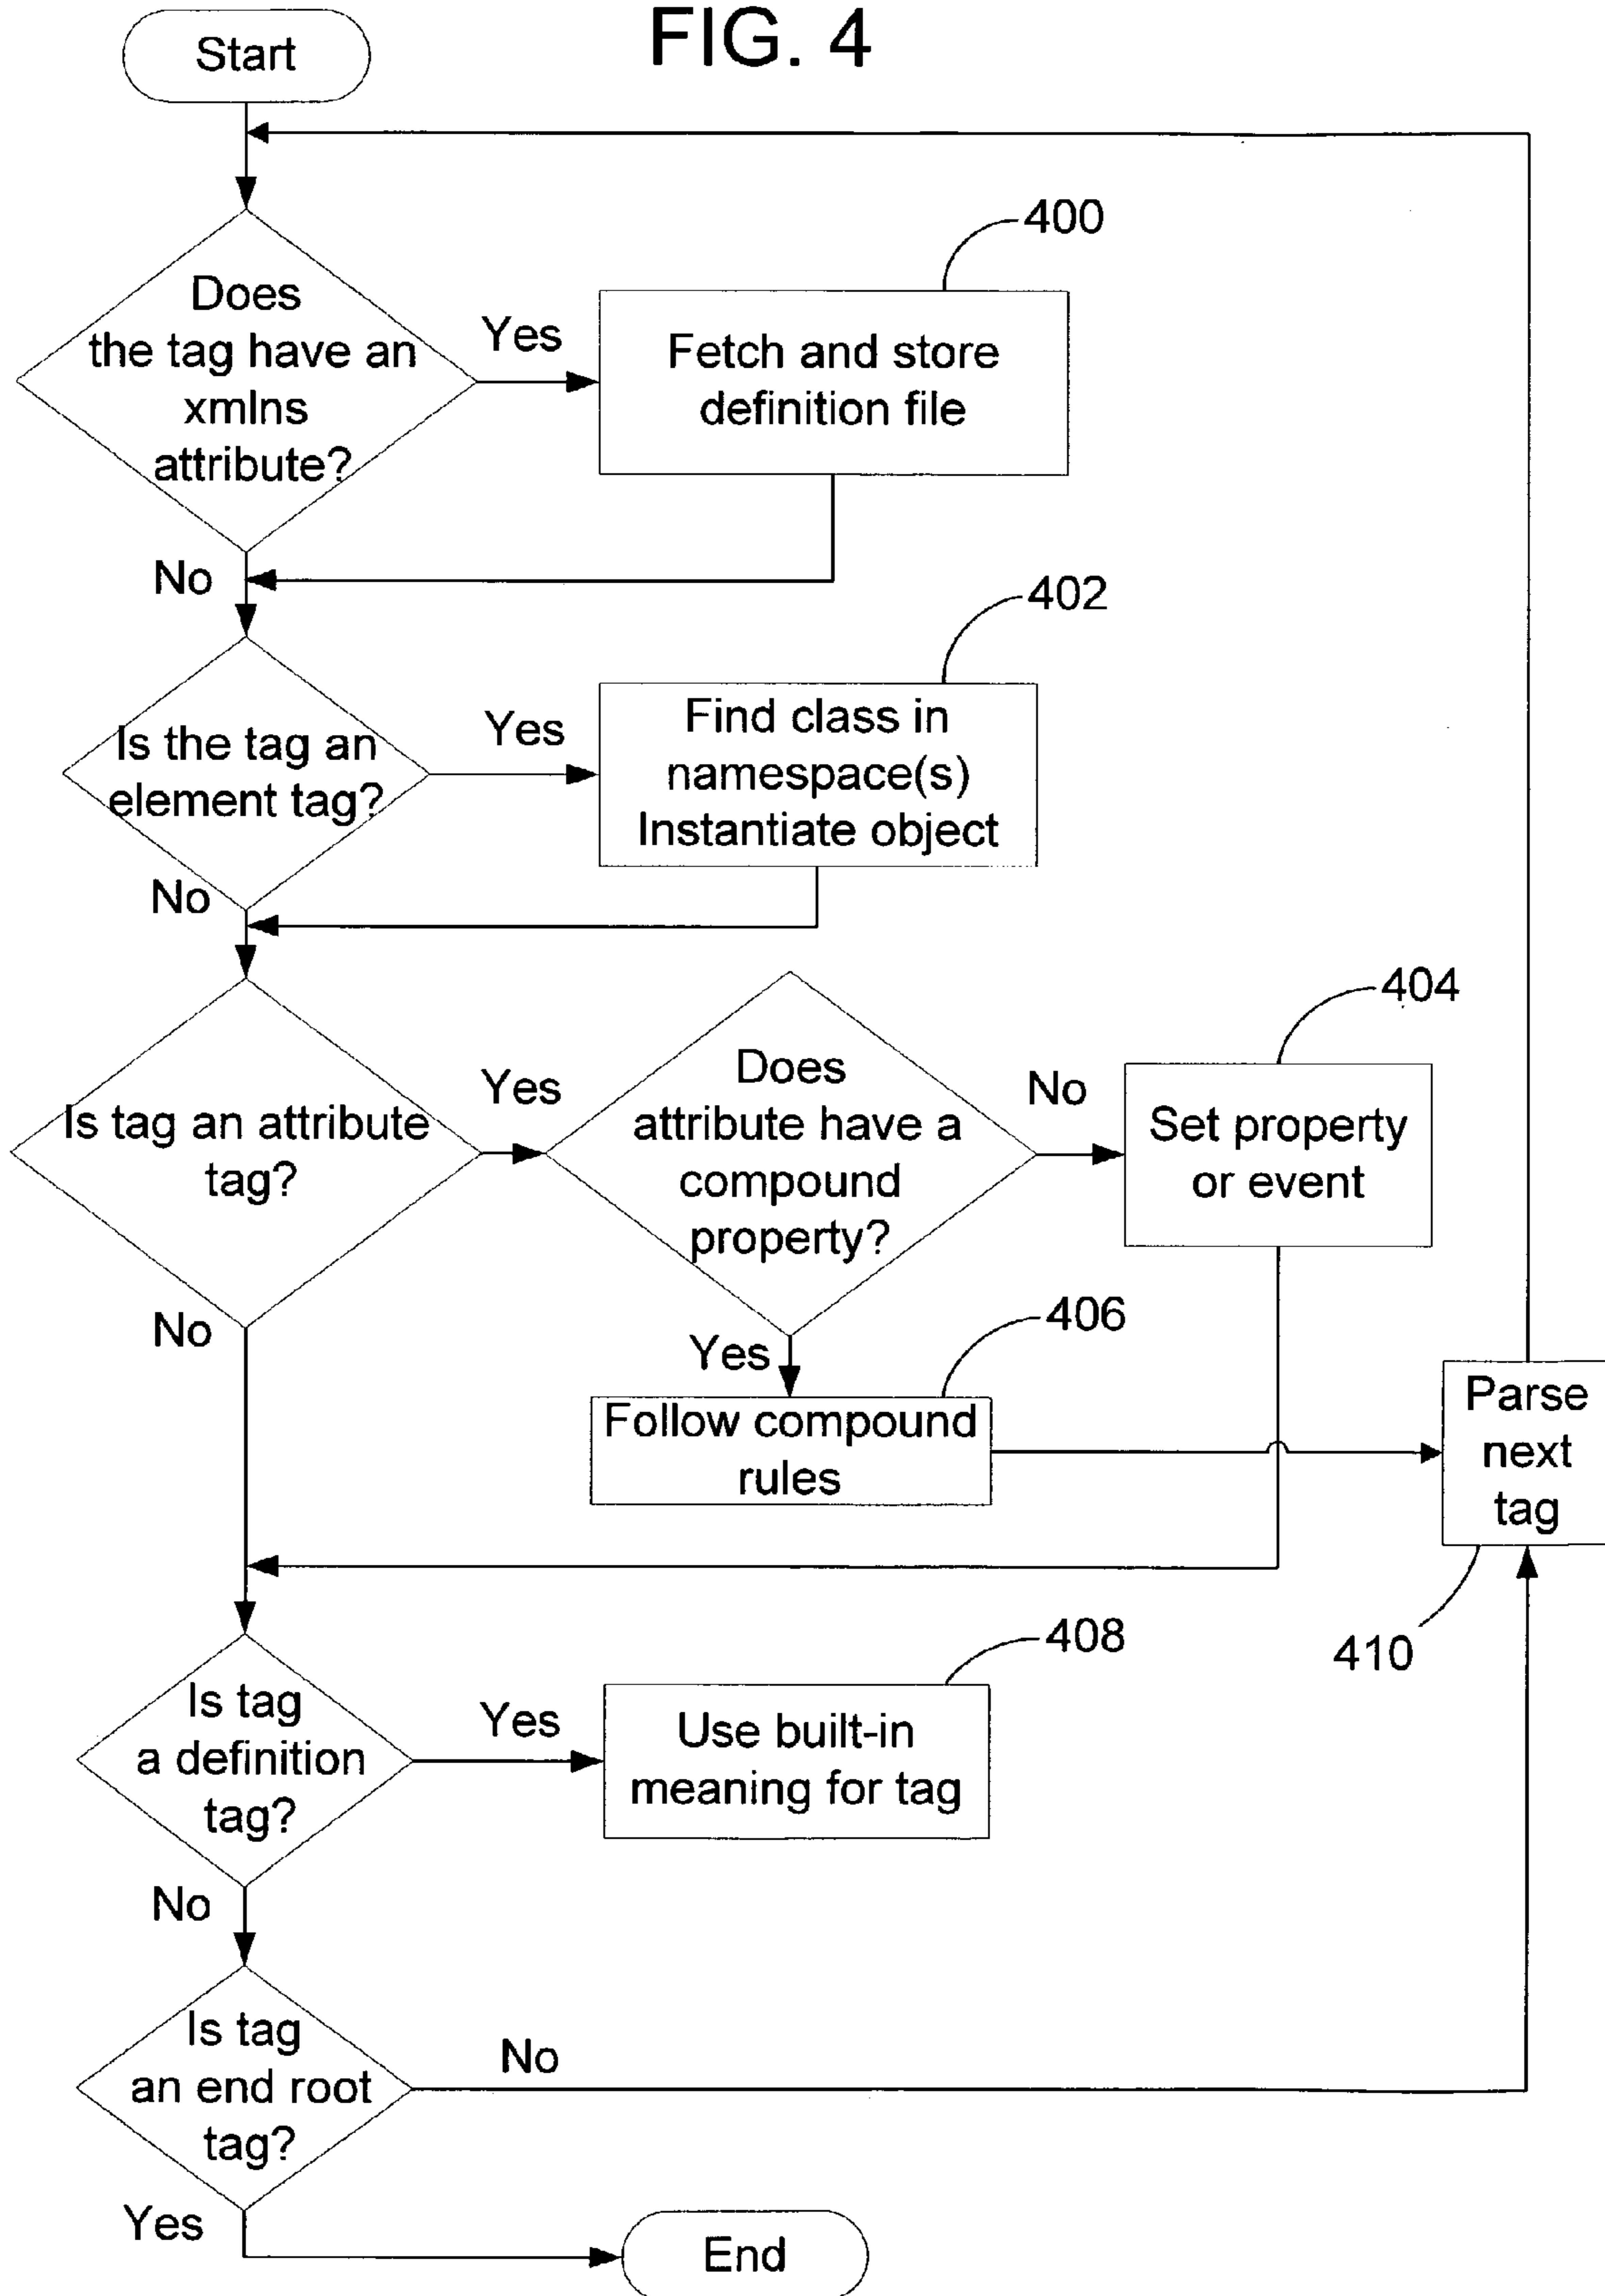 FIG. 4
Start
400
Does
the tag have an
xmlns
attribute?
Yes
Fetch and store
definition file
No
402
Is the tag an
element tag?
Yes
Find class in
namespace(s)
Instantiate object
No
404
Is tag an attribute
tag?
Yes
Does
attribute have a
compound
property?
No
Set property
or event
No
Yes
406
Follow compound
rules
Parse
next
tag
410
408
Is tag
a definition
tag?
Yes
Use built-in
meaning for tag
No
Is tag
an end root
tag?
No
Yes
End